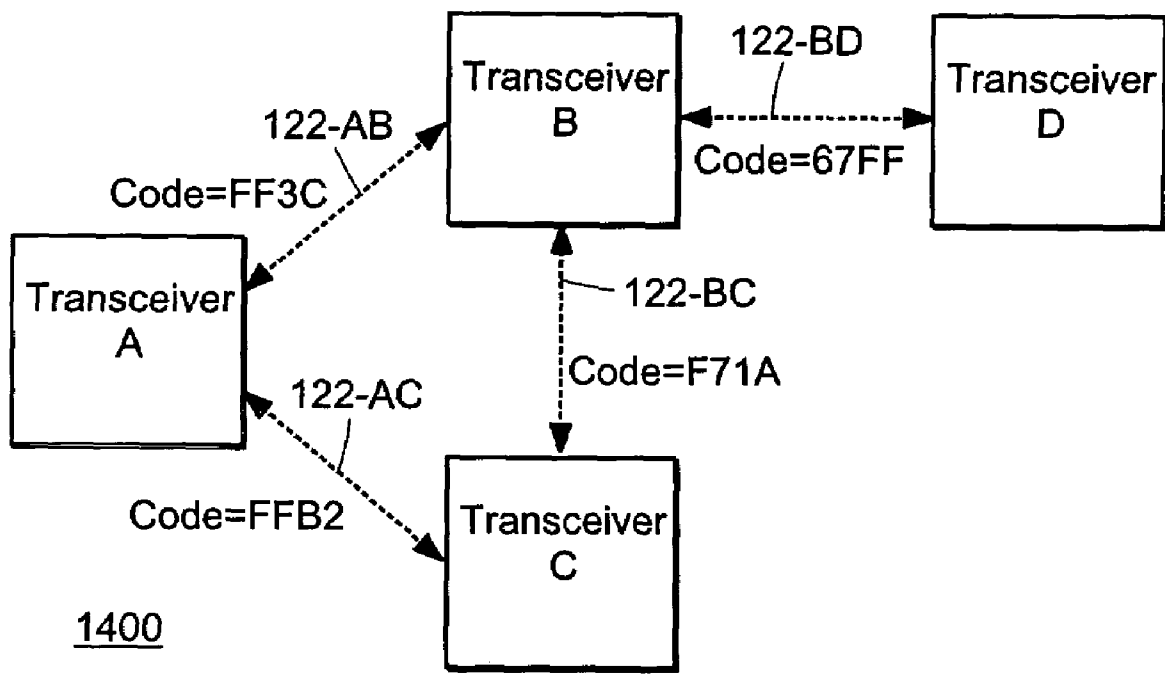 122-BD
Transceiver
B
Transceiver
D
122-AB
Code=67FF
Code=FF3C
Transceiver
A
122-BC
Code=F71A
122-AC
Code=FFB2
Transceiver
C
1400